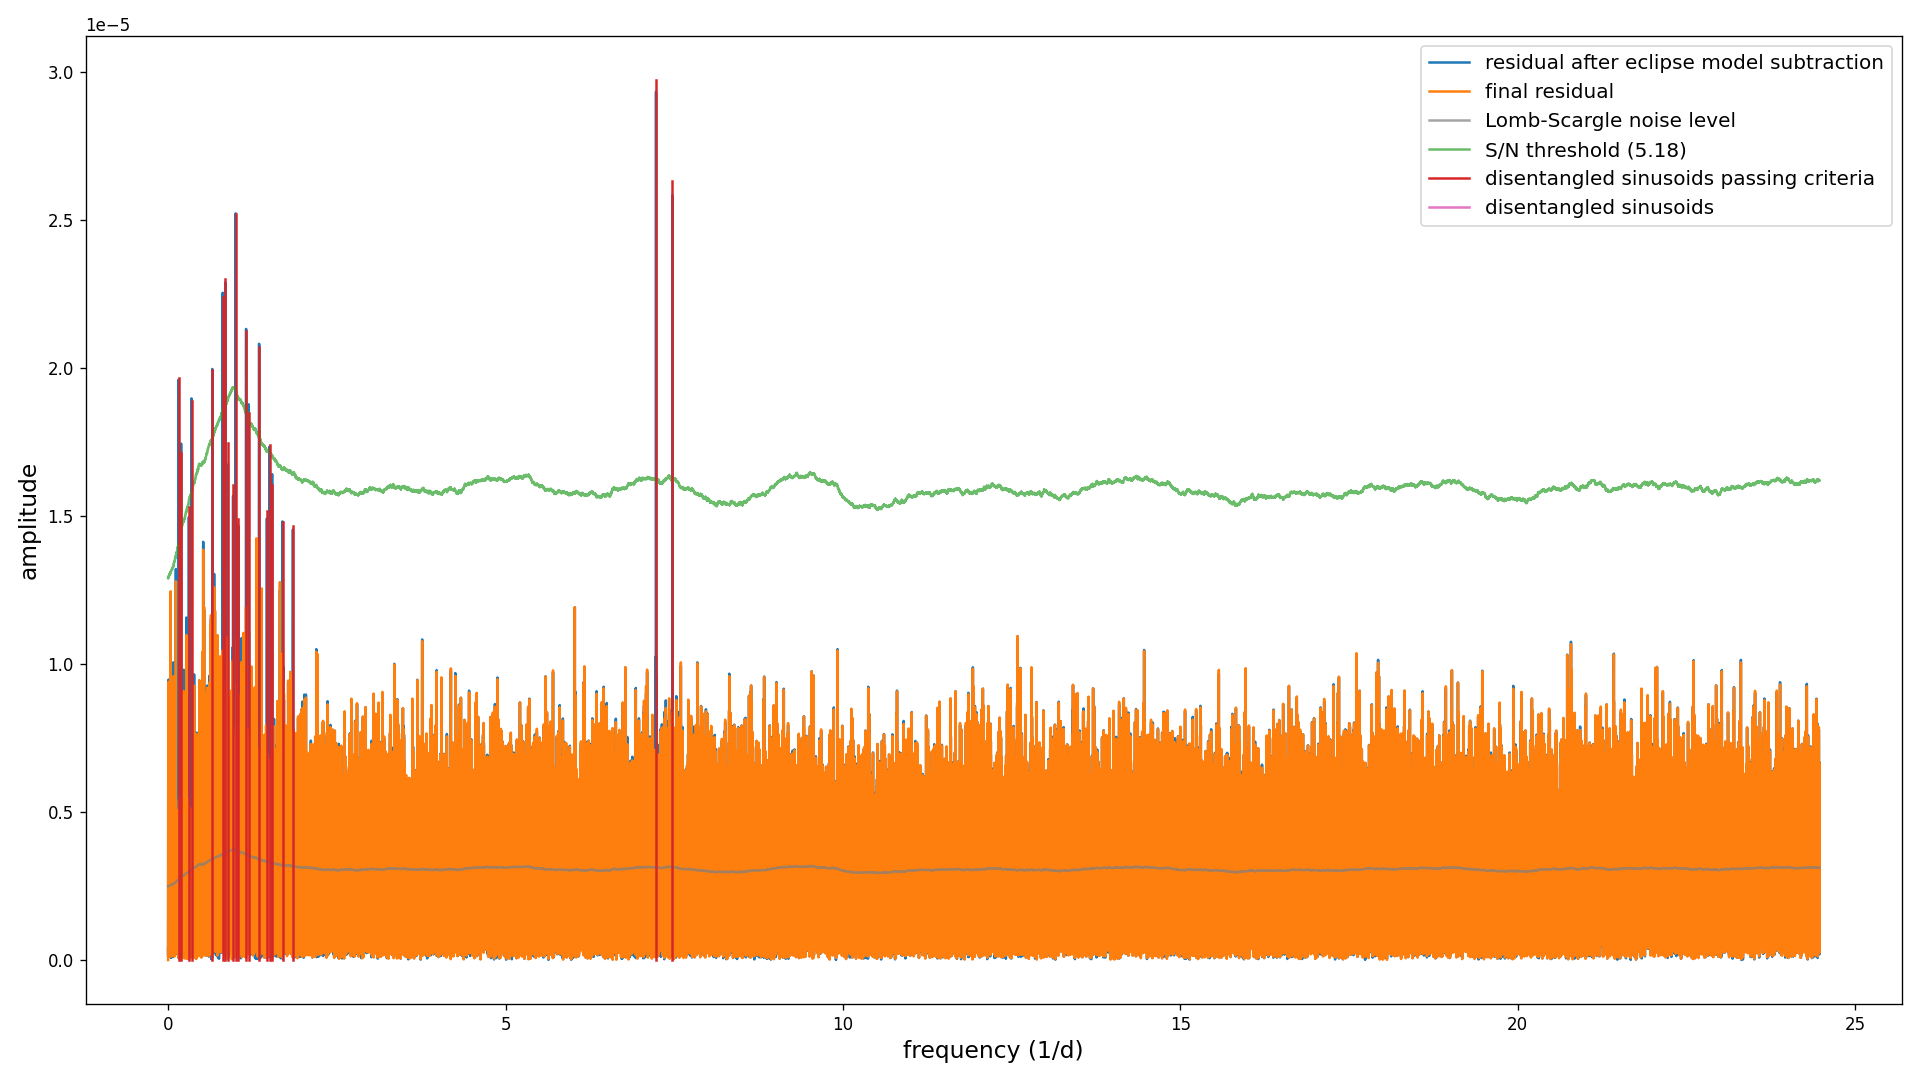 1e−5
3.0
2.5
2.0
1.5
1.0
0.5
0.0
amplitude
0 5 10 15 20 25
frequency (1/d)
residual after eclipse model subtraction
final residual
Lomb-Scargle noise level
S/N threshold (5.18)
disentangled sinusoids passing criteria
disentangled sinusoids